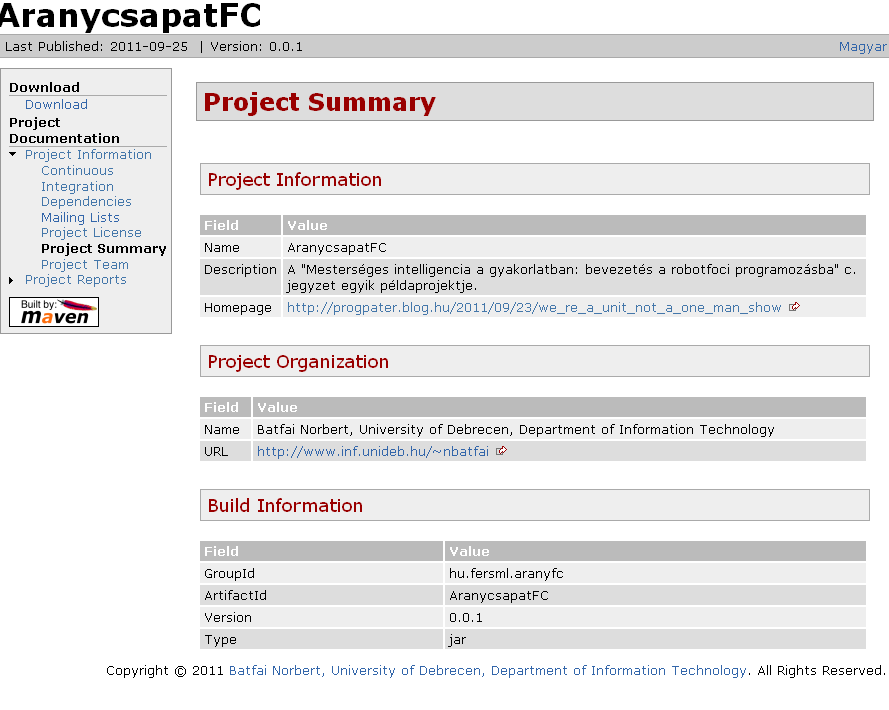 AranycsapatFC
Last Published: 2011-09-25 | Version: 0.0.1
Magyar
Download
Download
Project
Documentation
Project Information
Continuous
Integration
Dependencies
Mailing Lists
Project License
Project Summary
Project Team
Project Reports
Built by:
maven
Project Summary
Project Information
Field Value
Name AranycsapatFC
Description A "Mesterséges intelligencia a gyakorlatban: bevezetés a robotfoci programozásba" c.
jegyzet egyik példaprojektje.
Homepage http://progpater.blog.hu/2011/09/23/we_re_a_unit_not_a_one_man_show
Project Organization
Field Value
Name Batfai Norbert, University of Debrecen, Department of Information Technology
URL http://www.inf.unideb.hu/~nbatfai
Build Information
Field Value
GroupId hu.fersml.aranyfc
ArtifactId AranycsapatFC
Version 0.0.1
Type jar
Copyright © 2011 Batfai Norbert, University of Debrecen, Department of Information Technology. All Rights Reserved.